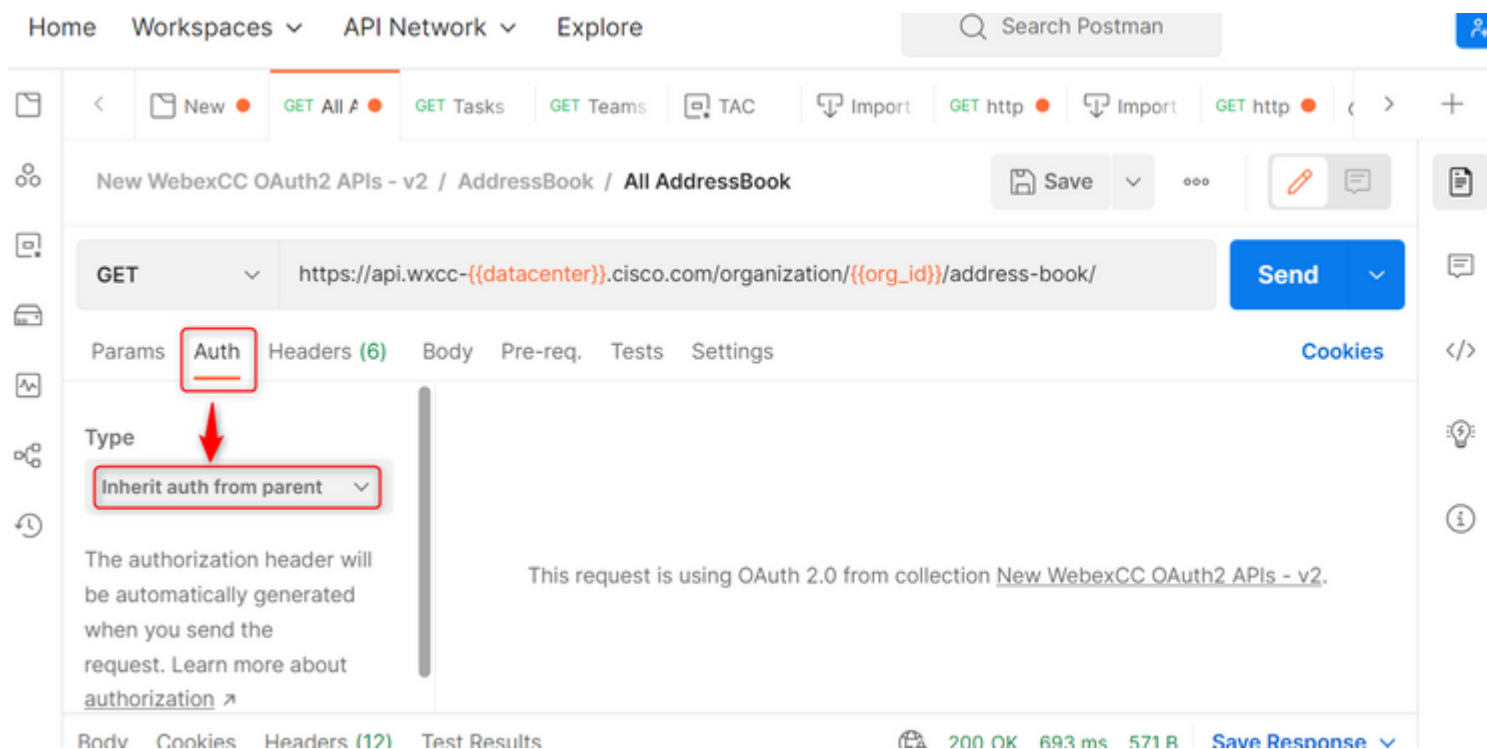 Home Workspaces API Network Explore Search Postman
New GET All A GET Tasks GET Teams TAC Import GET http Import GET http
New WebexCC OAuth2 APIs - v2 / AddressBook / All AddressBook Save
GET https://api.wxcc-{{datacenter}}.cisco.com/organization/{{org_id}}/address-book/ Send
Params Auth Headers (6) Body Pre-req. Tests Settings Cookies
Type
Inherit auth from parent
The authorization header will
be automatically generated
when you send the
request. Learn more about
authorization
This request is using OAuth 2.0 from collection New WebexCC OAuth2 APIs - v2.
Body Cookies Headers (12) Test Results 200 OK 693 ms 571 B Save Response